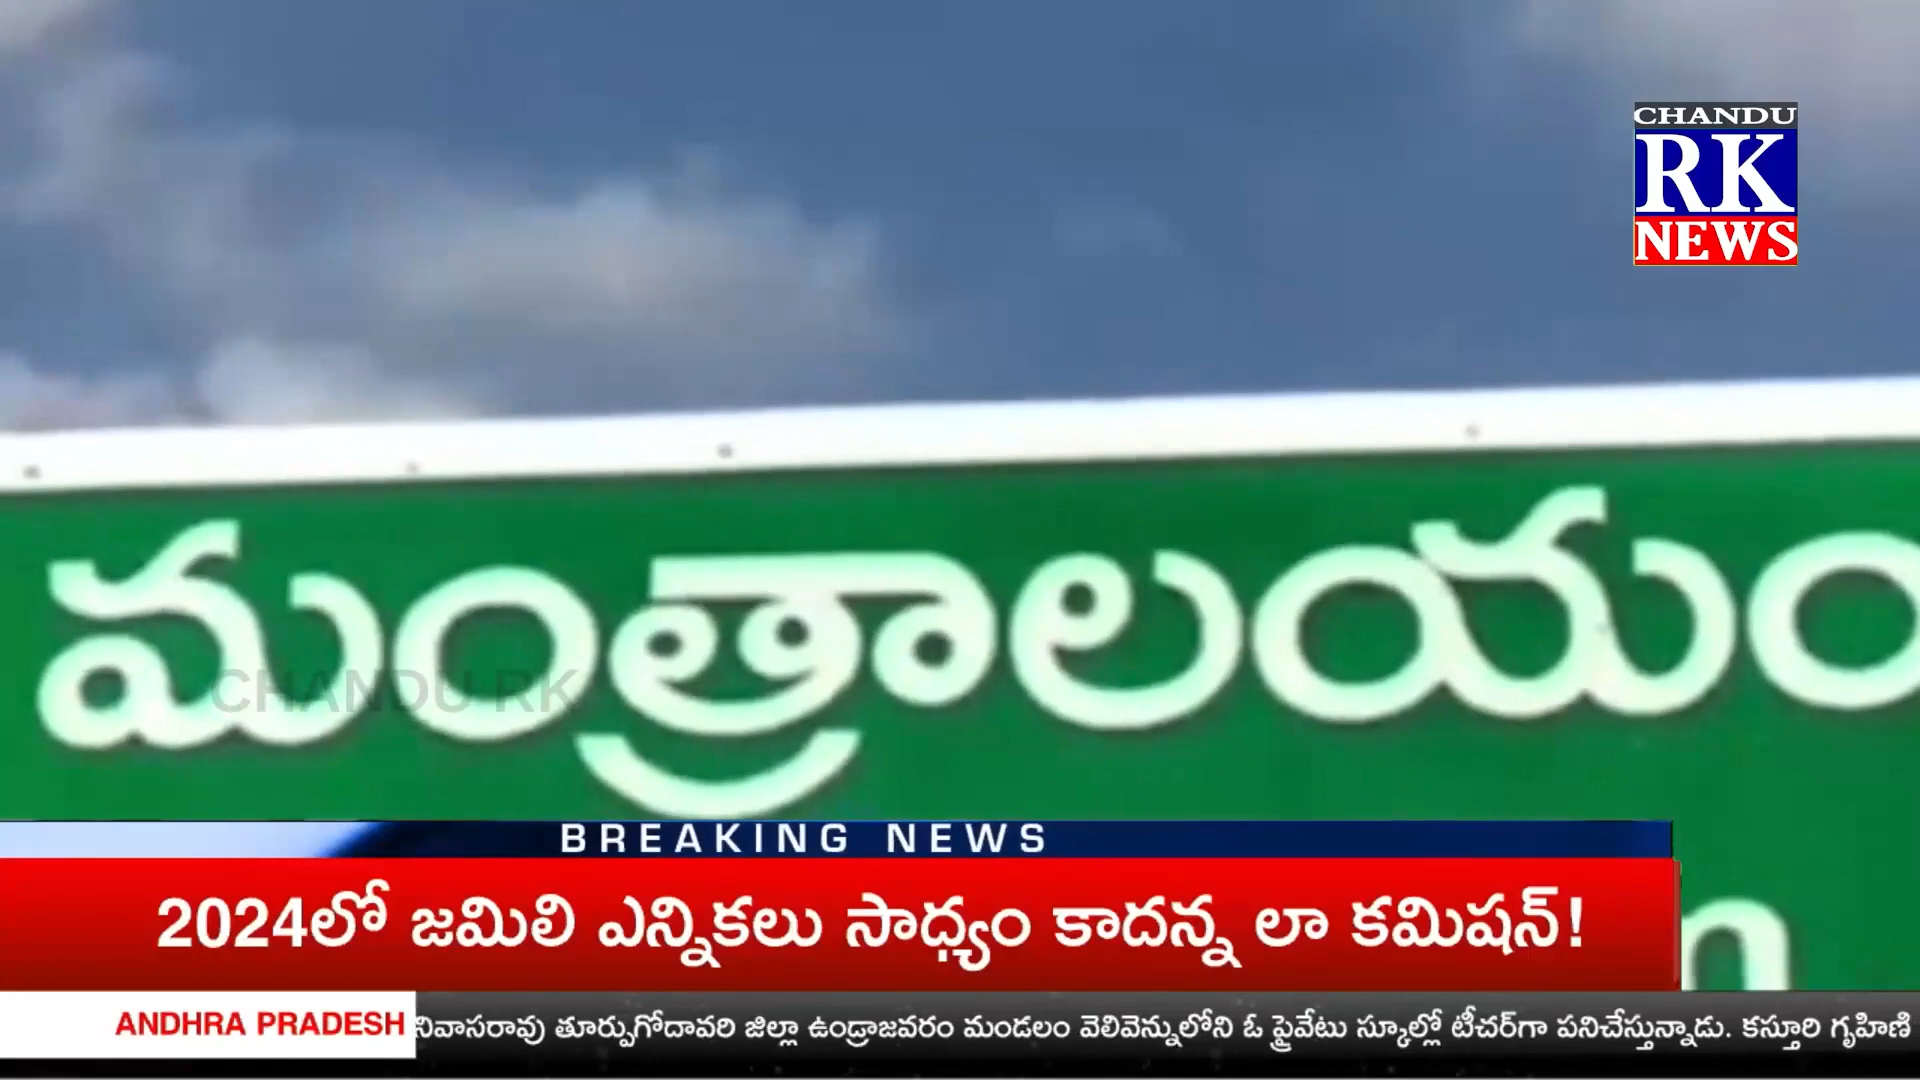 CHANDU
RK
NEWS
మంత్రాలయం
CHANDU RK
BREAKING NEWS
2024లో జమిలి ఎన్నికలు సాధ్యం కాదన్న లా కమిషన్!
ANDHRA PRADESH
నివాసరావు తూర్పుగోదావరి జిల్లా ఉండ్రాజవరం మండలం వెలివెన్నులోని ఓ ప్రైవేటు స్కూల్లో టీచర్‌గా పనిచేస్తున్నాడు. కస్తూరి గృహిణి